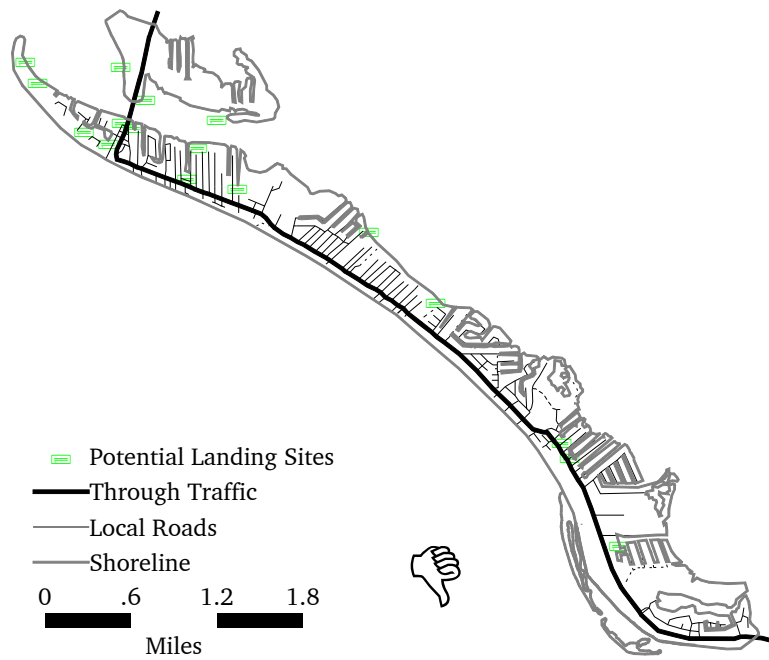 Potential Landing Sites
Through Traffic
Local Roads
Shoreline
0 .6 1.2 1.8
Miles